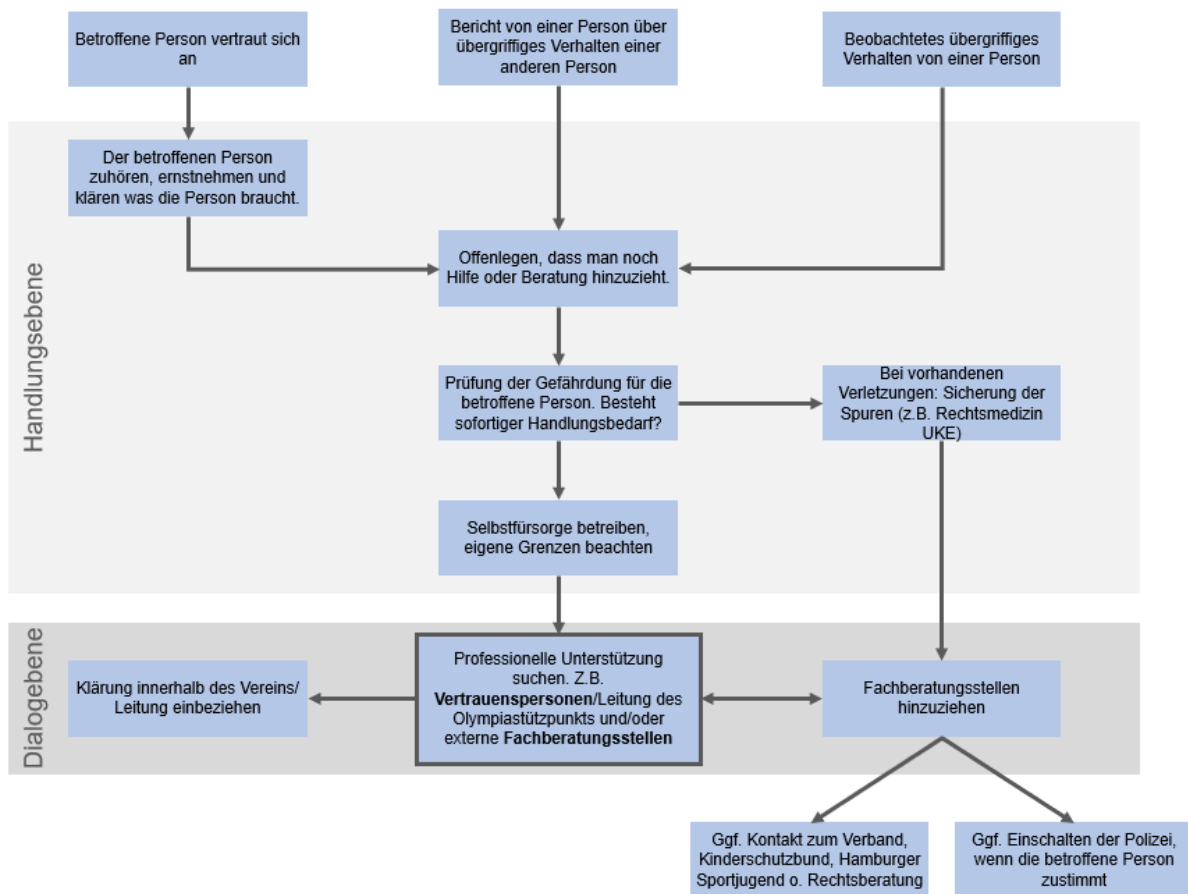 Betroffene Person vertraut sich
an
Bericht von einer Person über
übergriffiges Verhalten einer
anderen Person
Beobachtetes übergriffiges
Verhalten von einer Person
Handlungsebene
Der betroffenen Person
zuhören, ernstnehmen und
klären was die Person braucht.
Offenlegen, dass man noch
Hilfe oder Beratung hinzuzieht.
Prüfung der Gefährdung für die
betroffene Person. Besteht
sofortiger Handlungsbedarf?
Bei vorhandenen
Verletzungen: Sicherung der
Spuren (z.B. Rechtsmedizin
UKE)
Selbstfürsorge betreiben,
eigene Grenzen beachten
Dialogebene
Klärung innerhalb des Vereins/
Leitung einbeziehen
Professionelle Unterstützung
suchen. Z.B.
Vertrauenspersonen/Leitung des
Olympiastützpunkts und/oder
externe Fachberatungsstellen
Fachberatungsstellen
hinzuziehen
Ggf. Kontakt zum Verband,
Kinderschutzbund, Hamburger
Sportjugend o. Rechtsberatung
Ggf. Einschalten der Polizei,
wenn die betroffene Person
zustimmt